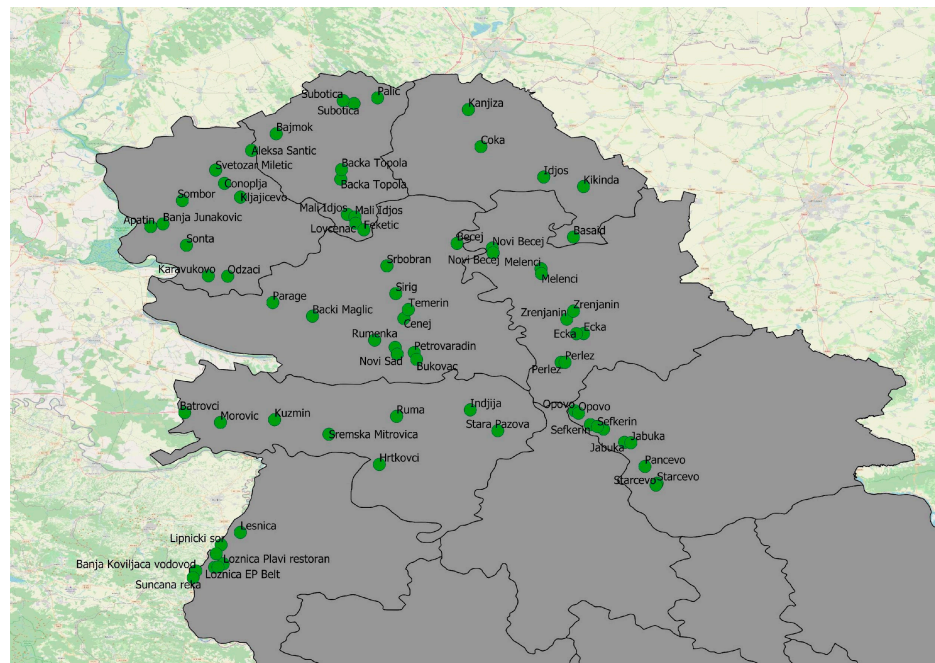 Palic
Subotica
Subotica
Kanjiza
Bajmok
Coka
Aleksa Santic
Svetozar Miletic
Backa Topola
Idjos
Conoplja
Backa Topola
Kikinda
Sombor
Kljajicevo
Mali Idjos
Mali Idjos
Banja Junakovic
Apatin
Feketic
Lovcenac
Becej
Basaid
Sonta
Novi Becej
Novi Becej
Melenci
Srbobran
Karavukovo
Odzaci
Melenci
Sirig
Parage
Temerin
Zrenjanin
Backi Maglic
Zrenjanin
Cenej
Ecka
Rumenka
Ecka
Petrovaradin
Novi Sad
Perlez
Bukovac
Perlez
Batrovci
Indjija
Opovo
Opovo
Kuzmin
Ruma
Morovic
Stara Pazova
Sefkerin
Sefkerin
Sremska Mitrovica
Jabuka
Jabuka
Hrtkovci
Pancevo
Starcevo
Starcevo
Lesnica
Lipnicki sor
Loznica Plavi restoran
Banja Koviljaca vodovod
Loznica EP Belt
Suncana reka